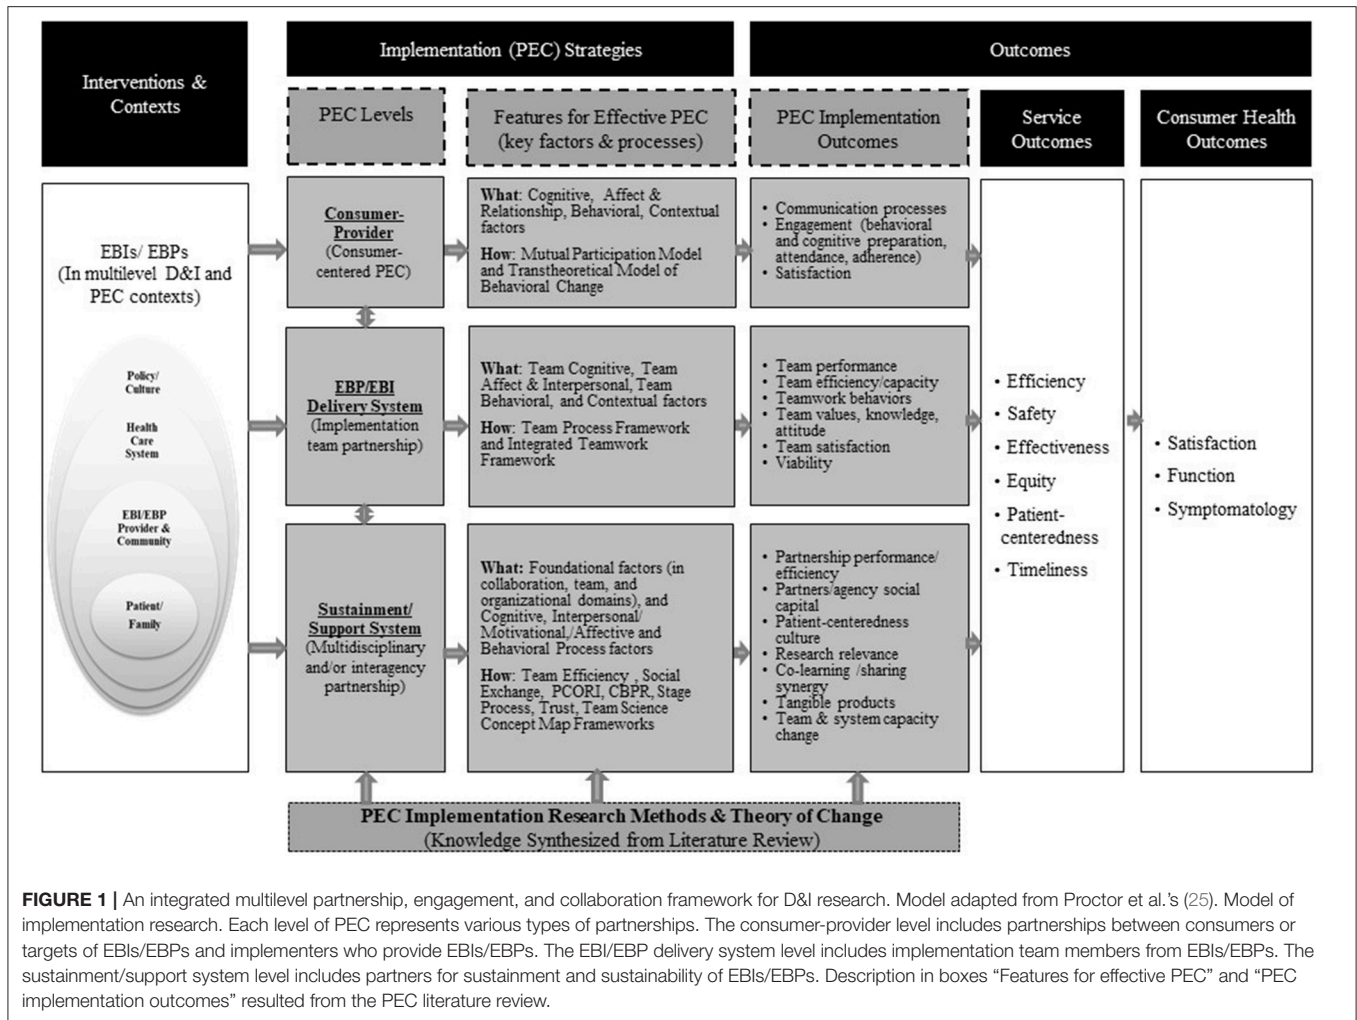 Interventions &
Contexts
Implementation (PEC) Strategies
Outcomes
PEC Levels
Features for Effective PEC
(key factors & processes)
PEC Implementation
Outcomes
Service
Outcomes
Consumer Health
Outcomes
EBIs/ EBPs
(In multilevel D&I and
PEC contexts)
Policy/
Culture
Health
Care
System
EBI/EBP
Provider &
Community
Patient/
Family
Consumer-
Provider
(Consumer-
centered PEC)
What: Cognitive, Affect &
Relationship, Behavioral, Contextual
factors
How: Mutual Participation Model
and Transtheoretical Model of
Behavioral Change
• Communication processes
• Engagement (behavioral
and cognitive preparation,
attendance, adherence)
• Satisfaction
EBP/EBI
Delivery System
(Implementation
team partnership)
What: Team Cognitive, Team
Affect & Interpersonal, Team
Behavioral, and Contextual factors
How: Team Process Framework
and Integrated Teamwork
Framework
• Team performance
• Team efficiency/capacity
• Teamwork behaviors
• Team values, knowledge,
attitude
• Team satisfaction
• Viability
Sustainment/
Support System
(Multidisciplinary
and/or interagency
partnership)
What: Foundational factors (in
collaboration, team, and
organizational domains), and
Cognitive, Interpersonal/
Motivational,/Affective and
Behavioral Process factors
How: Team Efficiency , Social
Exchange, PCORI, CBPR, Stage
Process, Trust, Team Science
Concept Map Frameworks
• Partnership performance/
efficiency
• Partners/agency social
capital
• Patient-centeredness
culture
• Research relevance
• Co-learning /sharing
synergy
• Tangible products
• Team & system capacity
change
• Efficiency
• Safety
• Effectiveness
• Equity
• Patient-
centeredness
• Timeliness
• Satisfaction
• Function
• Symptomatology
PEC Implementation Research Methods & Theory of Change
(Knowledge Synthesized from Literature Review)
FIGURE 1 | An integrated multilevel partnership, engagement, and collaboration framework for D&I research. Model adapted from Proctor et al.'s (25). Model of
implementation research. Each level of PEC represents various types of partnerships. The consumer-provider level includes partnerships between consumers or
targets of EBIs/EBPs and implementers who provide EBIs/EBPs. The EBI/EBP delivery system level includes implementation team members from EBIs/EBPs. The
sustainment/support system level includes partners for sustainment and sustainability of EBIs/EBPs. Description in boxes "Features for effective PEC" and "PEC
implementation outcomes" resulted from the PEC literature review.